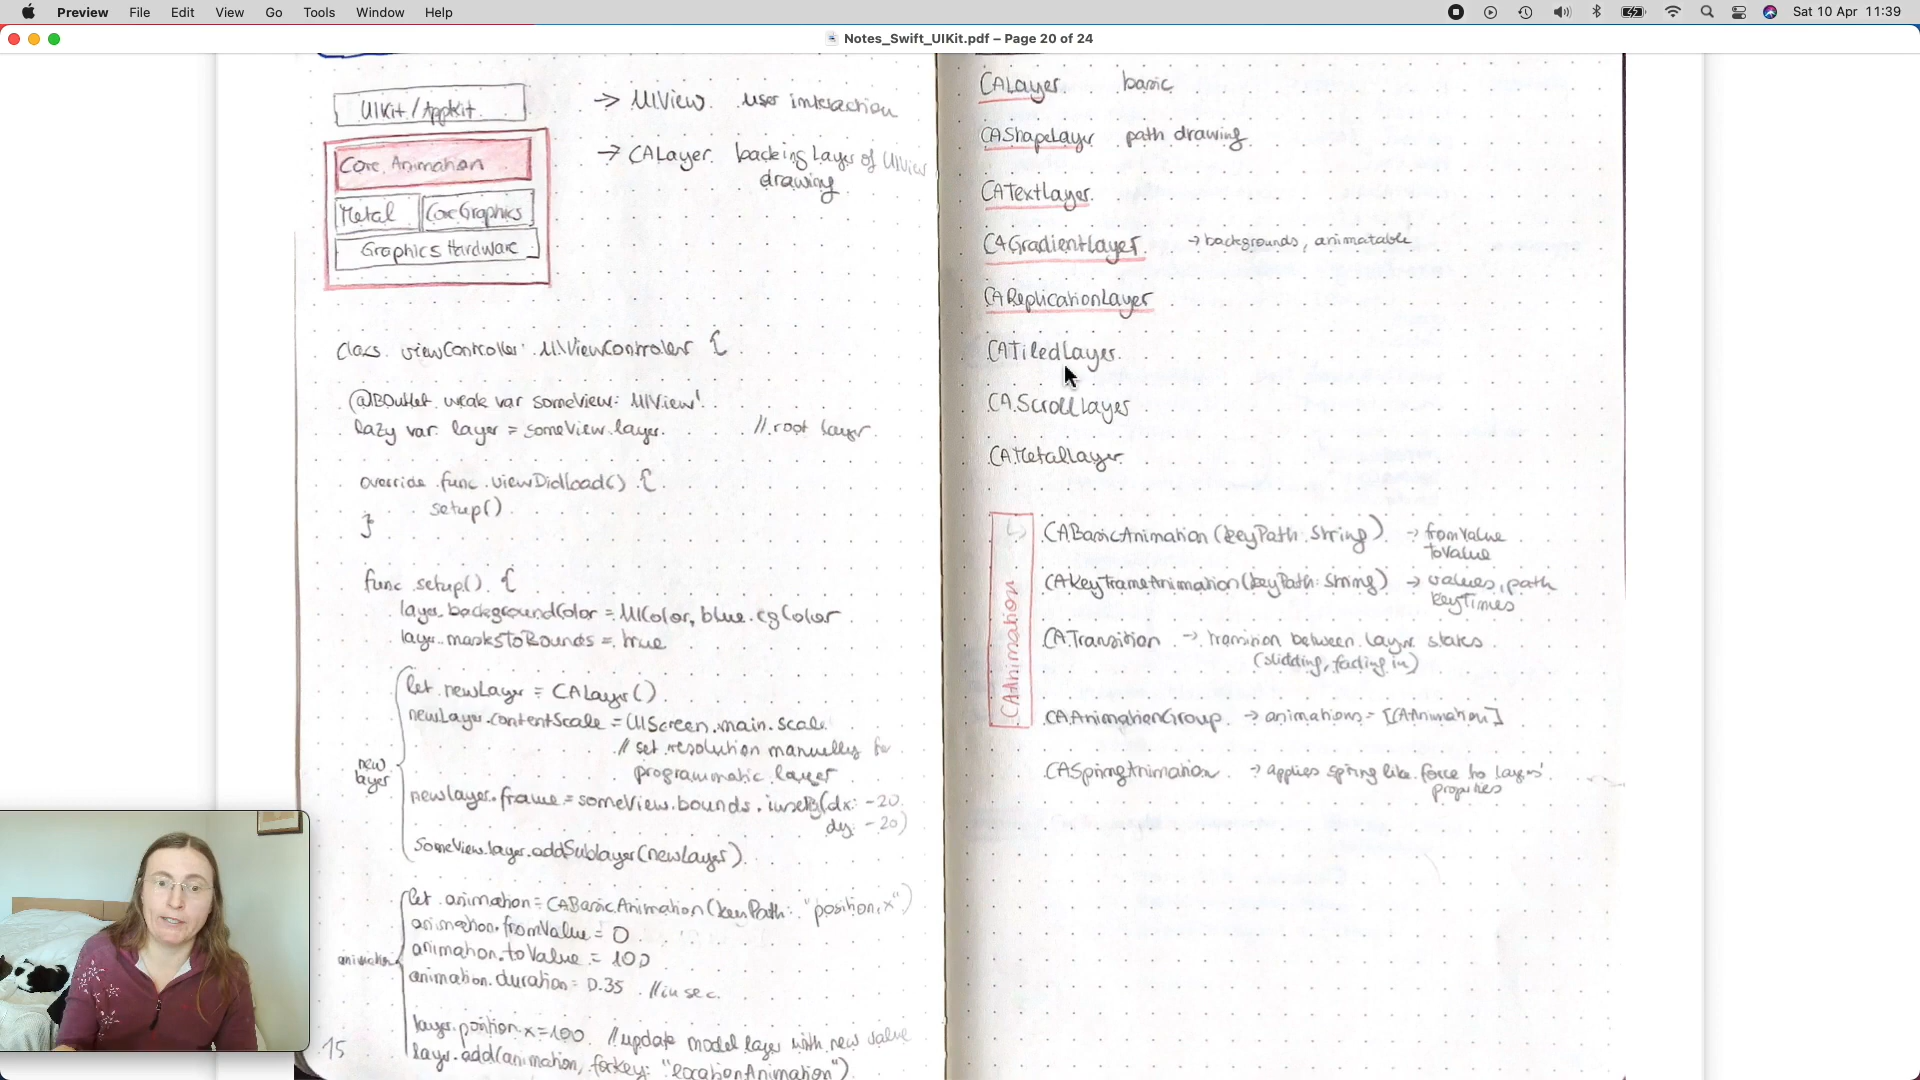 Preview File Edit View Go Tools Window Help
Sat 10 Apr 11:39
Notes_Swift_UIKit.pdf – Page 20 of 24
UIKit / AppKit
Core Animation
Metal
CoreGraphics
Graphics Hardware
→ UIView user interaction
→ CALayer backing layer of UIView
drawing
class viewController: UIViewController {
@IBOutlet weak var someView: UIView!
lazy var layer = someView.layer // root layer
override func viewDidload() {
setup()
}
func setup() {
layer.backgroundColor = UIColor, blue.cgColor
layer.masksToBounds = true
new
layer
let newLayer = CALayer()
newLayer.contentScale = UIScreen.main.scale
// set resolution manually for
programmatic layer
newlayer.frame = someView.bounds.insetBy(dx: -20
dy: -20)
someView.layer.addSublayer(newLayer)
animation
let animation = CABasicAnimation(keyPath: "position.x")
animation.fromValue = 0
animation.toValue = 100
animation.duration = 0.35 // in sec.
layer.position.x = 100 // update model layer with new value
layer.add(animation, forkey: "locationAnimation")
15
CALayer basic
CAShapeLayer path drawing
CATextLayer
CAGradientLayer → backgrounds, animatable
CAReplicationLayer
CATiledLayer
CAScrollLayer
CAMetalLayer
CAAnimation
CABasicAnimation (keyPath: String) → fromValue
toValue
CAKeyFrameAnimation (keyPath: String) → values, path
keyTimes
CATransition → transition between layer states
(slidding, fading in)
CAAnimationGroup → animations = [CAAnimation]
CASpringAnimation → applies spring like force to layers'
properties